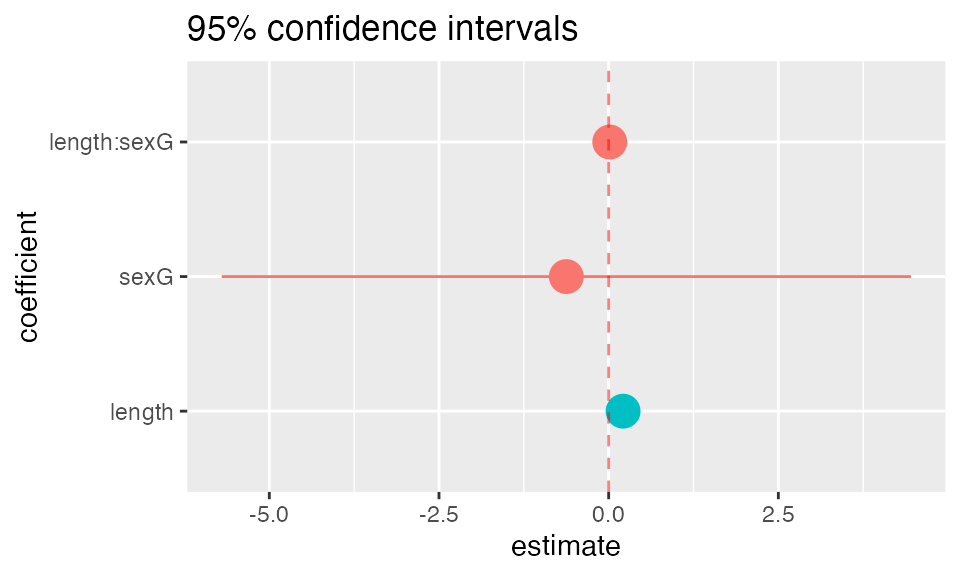 95% confidence intervals
length:sexG
sexG
length
coefficient
-5.0
-2.5
0.0
2.5
estimate